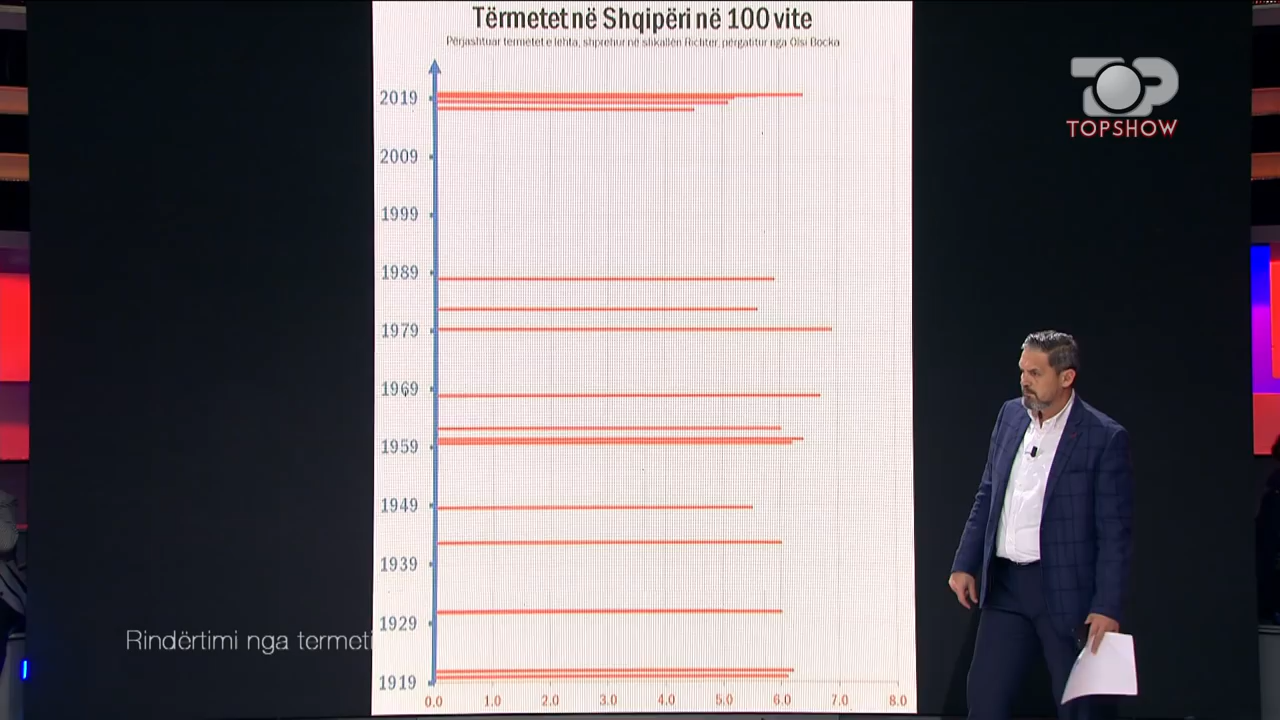 Tërmetet në Shqipëri në 100 vite
Përjashtuar tërmetet e lehta, shprehur në shkallën Richter, përgatitur nga Olsi Bocka
TOP
TOPSHOW
2019
2009
1999
1989
1979
1969
1959
1949
1939
1929
1919
0.0 1.0 2.0 3.0 4.0 5.0 6.0 7.0 8.0
Rindërtimi nga termeti